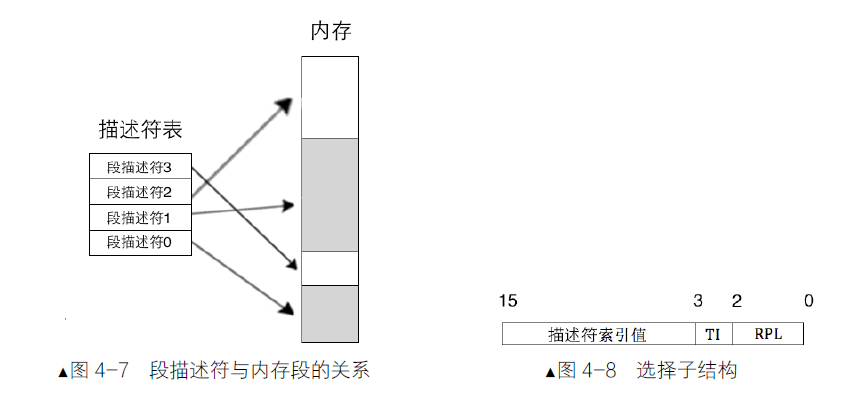 内存
描述符表
段描述符3
段描述符2
段描述符1
段描述符0
▲图 4-7 段描述符与内存段的关系
15 3 2 0
描述符索引值 TI RPL
▲图 4-8 选择子结构